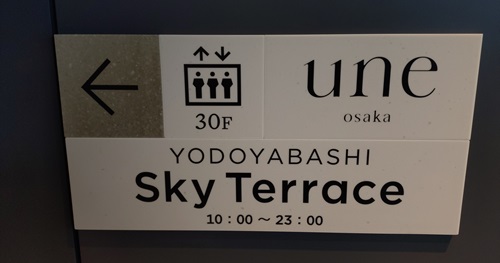 30F
une
osaka
YODOYABASHI
Sky Terrace
10：00 〜 23：00